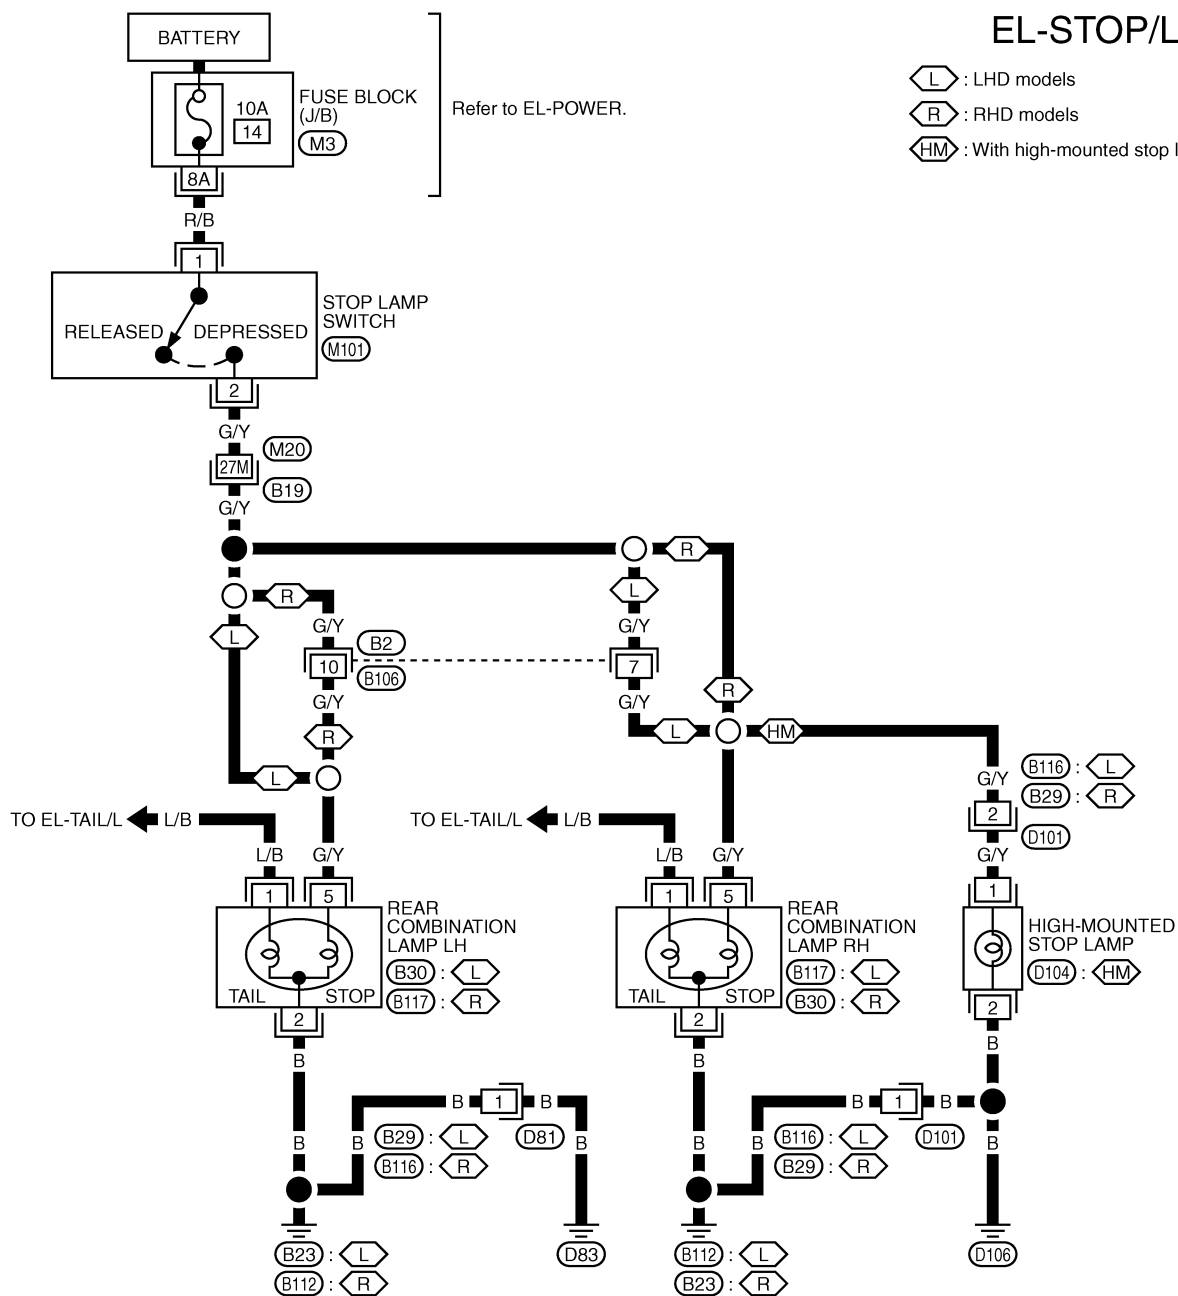 EL-STOP/L
BATTERY
L : LHD models
R : RHD models
HM : With high-mounted stop l
FUSE BLOCK
(J/B)
M3
10A
14
Refer to EL-POWER.
8A
R/B
1
STOP LAMP
SWITCH
M101
RELEASED
DEPRESSED
2
G/Y
M20
27M
B19
G/Y
R
R
L
L
G/Y
G/Y
B2
10
7
B106
G/Y
G/Y
R
R
L
HM
L
B116 : L
G/Y
B29 : R
2
D101
TO EL-TAIL/L
L/B
TO EL-TAIL/L
L/B
L/B
G/Y
L/B
G/Y
G/Y
1
5
1
5
1
REAR
COMBINATION
LAMP LH
B30 : L
B117 : R
TAIL
STOP
REAR
COMBINATION
LAMP RH
B117 : L
B30 : R
TAIL
STOP
HIGH-MOUNTED
STOP LAMP
D104 : HM
2
2
2
B
B
B
B
1
B
B
1
B
B
B
B29 : L
B116 : R
D81
B
B
B
B116 : L
B29 : R
D101
B
B23 : L
B112 : R
D83
B112 : L
B23 : R
D106